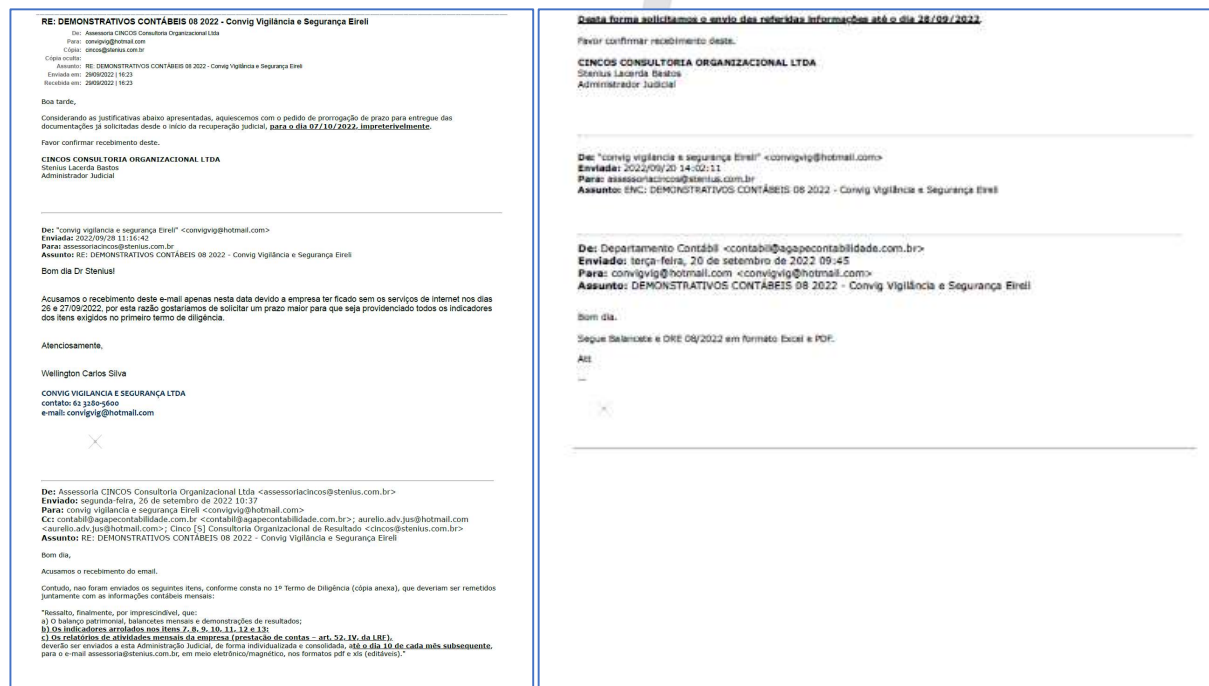 RE: DEMONSTRATIVOS CONTÁBEIS 08 2022 - Convig Vigilância e Segurança Eireli
De: Assessoria CINCOS Consultoria Organizacional Ltda
Para: convigvig@hotmail.com
Cópia: cincos@stenius.com.br
Cópia oculta:
Assunto: RE: DEMONSTRATIVOS CONTÁBEIS 08 2022 - Convig Vigilância e Segurança Eireli
Enviada em: 29/09/2022 | 16:23
Recebida em: 29/09/2022 | 16:23
Boa tarde,
Considerando as justificativas abaixo apresentadas, aquiescemos com o pedido de prorrogação de prazo para entregue das
documentações já solicitadas desde o início da recuperação judicial, para o dia 07/10/2022, impreterivelmente.
Favor confirmar recebimento deste.
CINCOS CONSULTORIA ORGANIZACIONAL LTDA
Stenius Lacerda Bastos
Administrador Judicial
De: "convig vigilancia e segurança Eireli" <convigvig@hotmail.com>
Enviada: 2022/09/28 11:16:42
Para: assessoriacincos@stenius.com.br
Assunto: RE: DEMONSTRATIVOS CONTÁBEIS 08 2022 - Convig Vigilância e Segurança Eireli
Bom dia Dr Stenius!
Acusamos o recebimento deste e-mail apenas nesta data devido a empresa ter ficado sem os serviços de internet nos dias
26 e 27/09/2022, por esta razão gostaríamos de solicitar um prazo maior para que seja providenciado todos os indicadores
dos itens exigidos no primeiro termo de diligência.
Atenciosamente,
Wellington Carlos Silva
CONVIG VIGILANCIA E SEGURANÇA LTDA
contato: 62 3280-5600
e-mail: convigvig@hotmail.com
De: Assessoria CINCOS Consultoria Organizacional Ltda <assessoriacincos@stenius.com.br>
Enviado: segunda-feira, 26 de setembro de 2022 10:37
Para: convig vigilancia e segurança Eireli <convigvig@hotmail.com>
Cc: contabil@agapecontabilidade.com.br <contabil@agapecontabilidade.com.br>; aurelio.adv.jus@hotmail.com
<aurelio.adv.jus@hotmail.com>; Cinco [S] Consultoria Organizacional de Resultado <cincos@stenius.com.br>
Assunto: RE: DEMONSTRATIVOS CONTÁBEIS 08 2022 - Convig Vigilância e Segurança Eireli
Bom dia,
Acusamos o recebimento do email.
Contudo, nao foram enviados os seguintes itens, conforme consta no 1º Termo de Diligência (cópia anexa), que deveriam ser remetidos
juntamente com as informações contábeis mensais:
"Ressalto, finalmente, por imprescindível, que:
a) O balanço patrimonial, balancetes mensais e demonstrações de resultados;
b) Os indicadores arrolados nos itens 7, 8, 9, 10, 11, 12 e 13;
c) Os relatórios de atividades mensais da empresa (prestação de contas – art. 52, IV, da LRF),
deverão ser enviados a esta Administração Judicial, de forma individualizada e consolidada, até o dia 10 de cada mês subsequente,
para o e-mail assessoria@stenius.com.br, em meio eletrônico/magnético, nos formatos pdf e xls (editáveis)."
Desta forma solicitamos o envio das referidas informações até o dia 28/09/2022.
Favor confirmar recebimento deste.
CINCOS CONSULTORIA ORGANIZACIONAL LTDA
Stenius Lacerda Bastos
Administrador Judicial
De: "convig vigilancia e segurança Eireli" <convigvig@hotmail.com>
Enviada: 2022/09/20 14:02:11
Para: assessoriacincos@stenius.com.br
Assunto: ENC: DEMONSTRATIVOS CONTÁBEIS 08 2022 - Convig Vigilância e Segurança Eireli
De: Departamento Contábil <contabil@agapecontabilidade.com.br>
Enviado: terça-feira, 20 de setembro de 2022 09:45
Para: convigvig@hotmail.com <convigvig@hotmail.com>
Assunto: DEMONSTRATIVOS CONTÁBEIS 08 2022 - Convig Vigilância e Segurança Eireli
Bom dia.
Segue Balancete e DRE 08/2022 em formato Excel e PDF.
Att
--